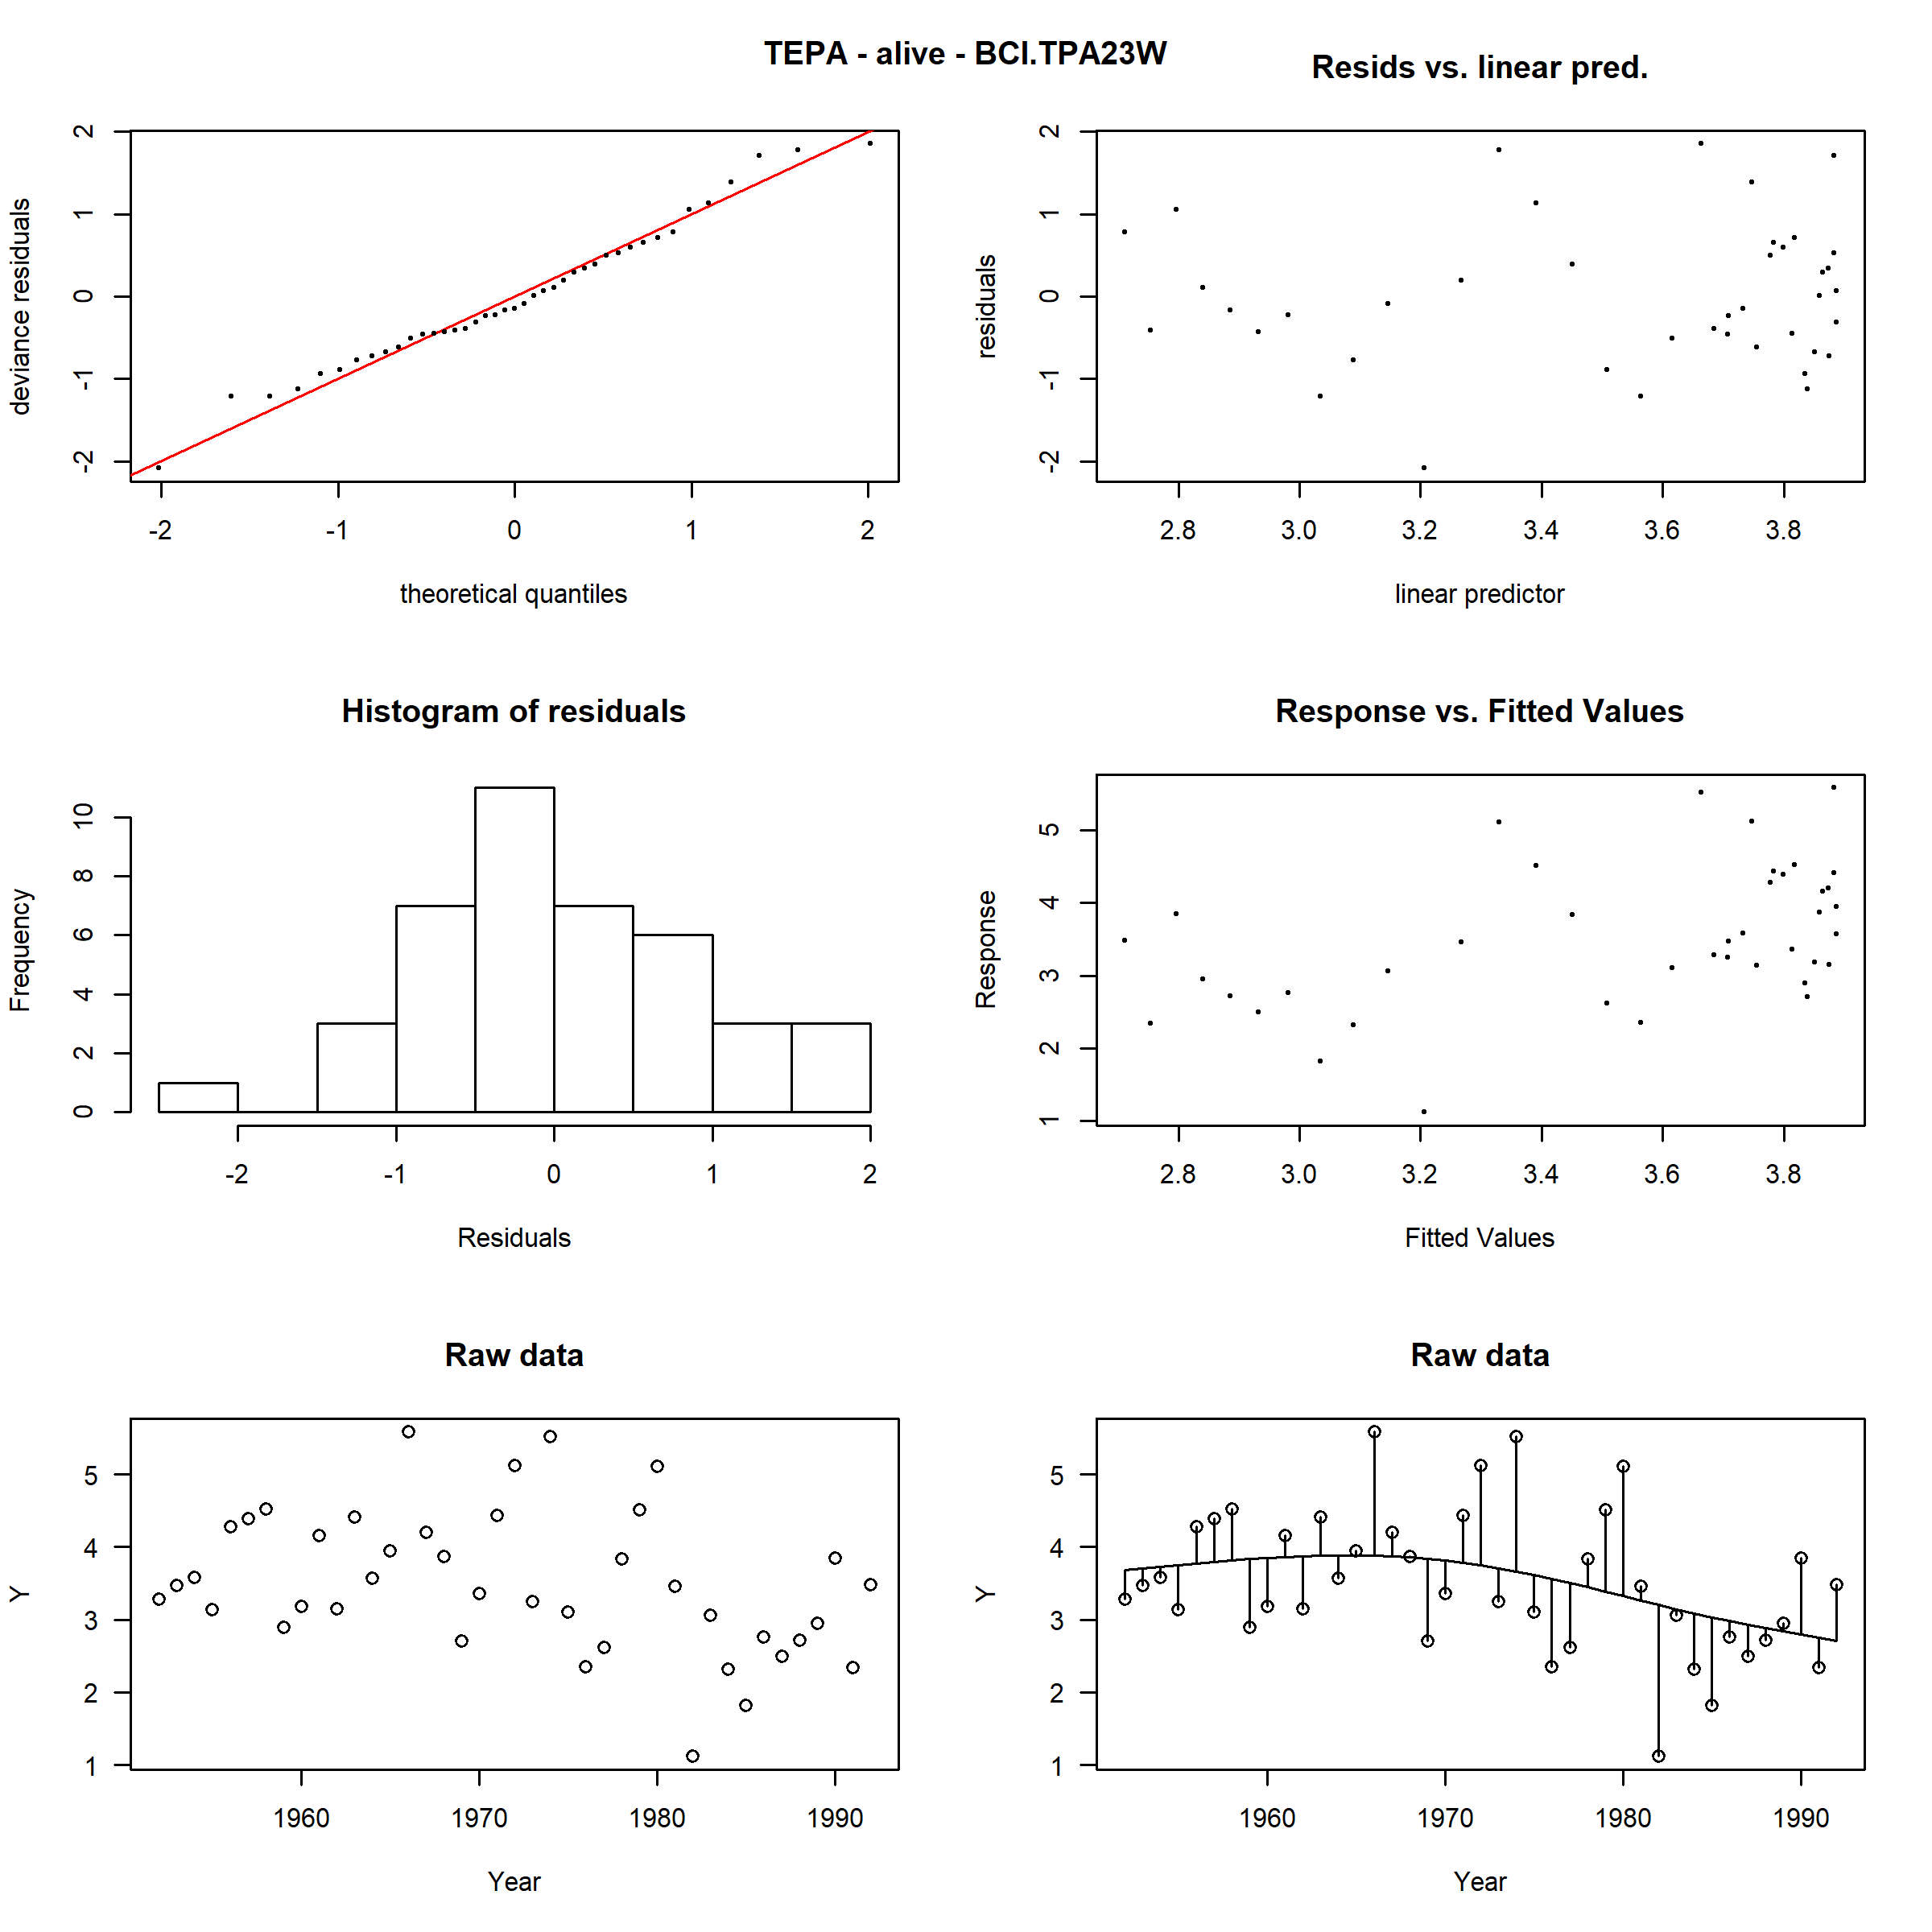 TEPA - alive - BCI.TPA23W
Resids vs. linear pred.
deviance residuals
2
1
0
-1
-2
-2 -1 0 1 2
theoretical quantiles
residuals
2
1
0
-1
-2
2.8 3.0 3.2 3.4 3.6 3.8
linear predictor
Histogram of residuals
Frequency
10
8
6
4
2
0
-2 -1 0 1 2
Residuals
Response vs. Fitted Values
Response
5
4
3
2
1
2.8 3.0 3.2 3.4 3.6 3.8
Fitted Values
Raw data
Y
5
4
3
2
1
1960 1970 1980 1990
Year
Raw data
Y
5
4
3
2
1
1960 1970 1980 1990
Year